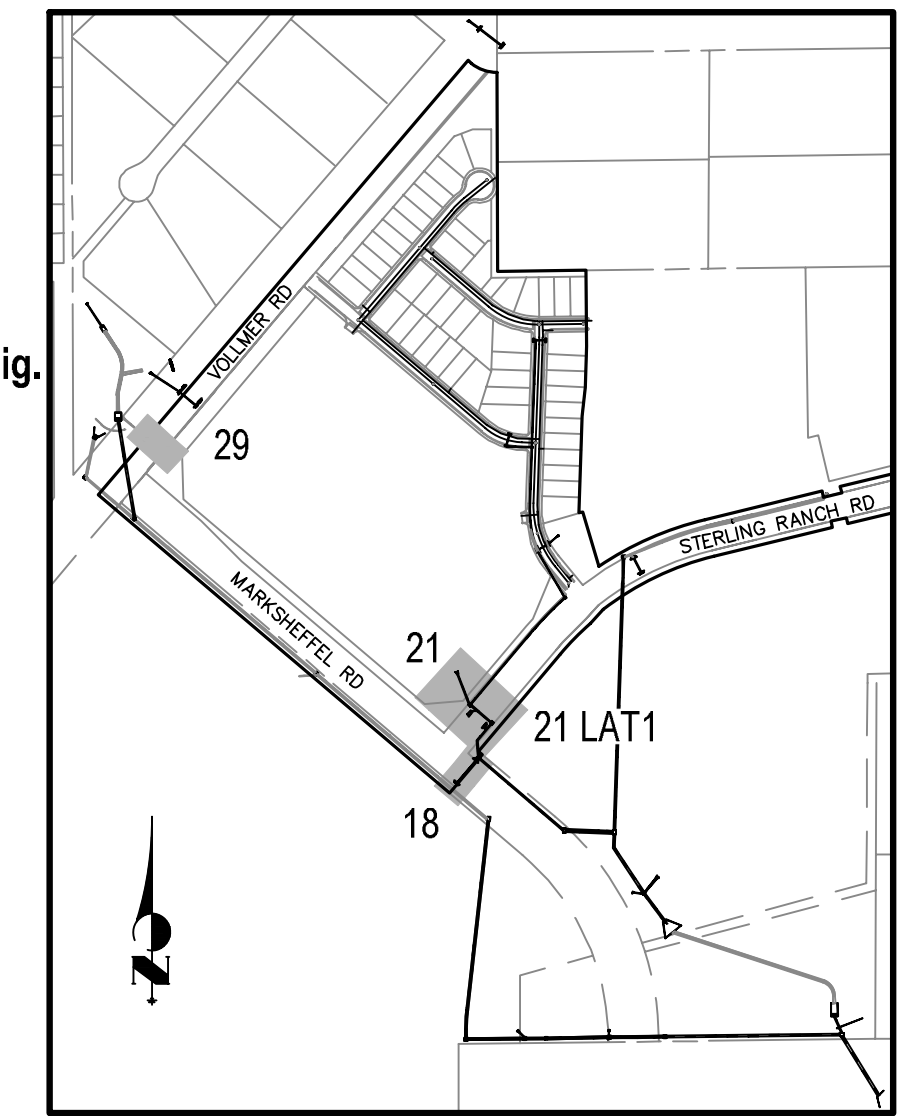 ig.
VOLLMER RD
29
STERLING RANCH RD
MARKSHEFFEL RD
21
21 LAT1
18
N